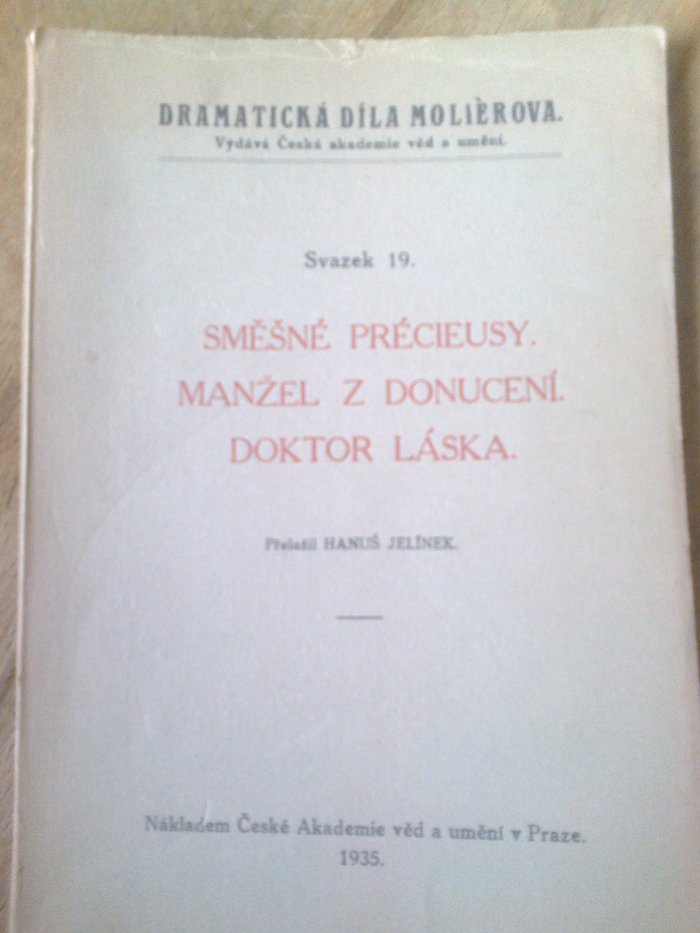 DRAMATICKÁ DÍLA MOLIÈROVA.
Vydává Česká akademie věd a umění.
Svazek 19.
SMĚŠNÉ PRÉCIEUSY.
MANŽEL Z DONUCENÍ.
DOKTOR LÁSKA.
Přeložil HANUŠ JELÍNEK.
Nákladem České Akademie věd a umění v Praze.
1935.